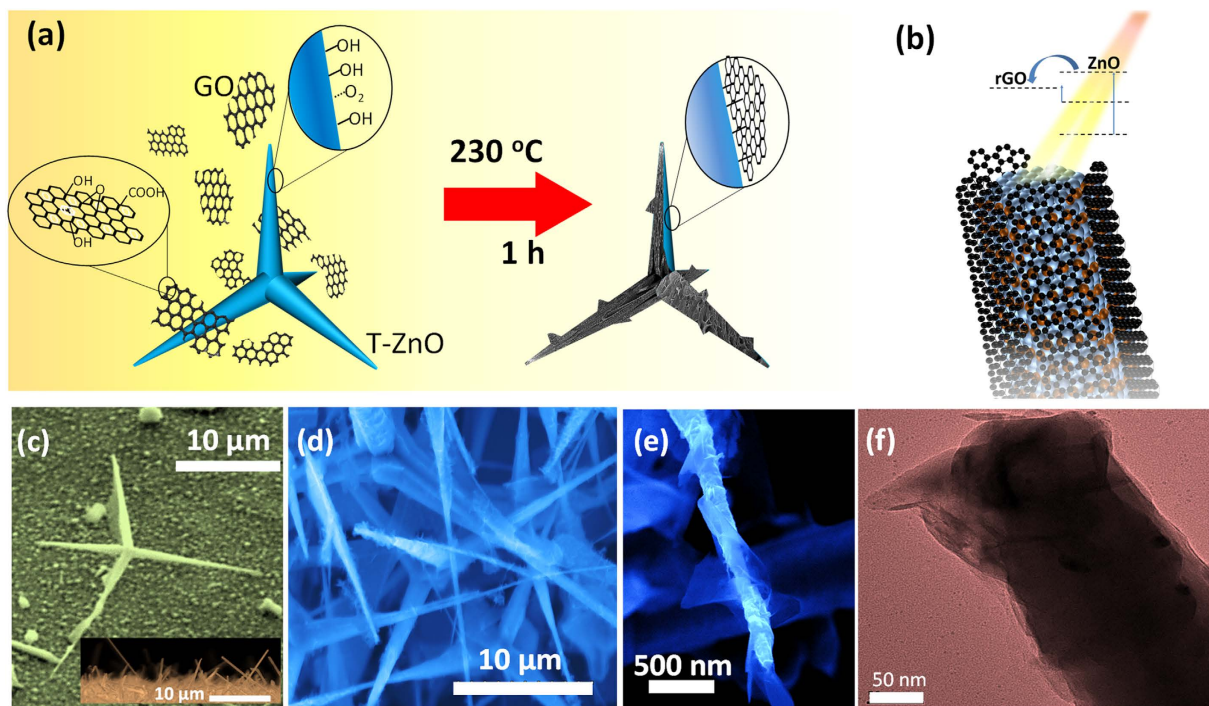 (a)
OH
OH
O₂
OH
GO
OH
O
COOH
OH
T-ZnO
230 °C
1 h
(b)
ZnO
rGO
(c)
10 µm
10 µm
(d)
10 µm
(e)
500 nm
(f)
50 nm